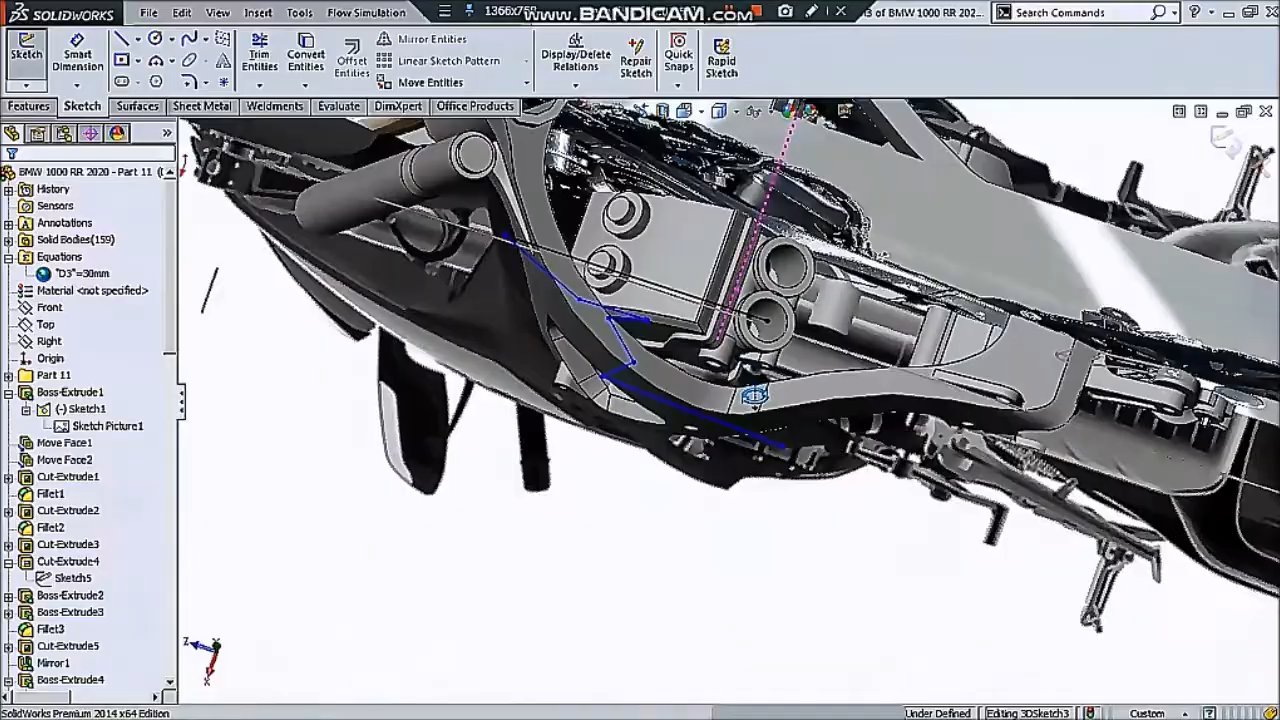 SOLIDWORKS File Edit View Insert Tools Flow Simulation 1366x768 www.BANDICAM.com 3 of BMW 1000 RR 202... Search Commands
Sketch Smart Dimension Trim Entities Convert Entities Offset Entities Mirror Entities Linear Sketch Pattern Move Entities Display/Delete Relations Repair Sketch Quick Snaps Rapid Sketch
Features Sketch Surfaces Sheet Metal Weldments Evaluate DimXpert Office Products
BMW 1000 RR 2020 - Part 11 (
History
Sensors
Annotations
Solid Bodies(159)
Equations
"D3"=30mm
Material <not specified>
Front
Top
Right
Origin
Part 11
Boss-Extrude1
(-) Sketch1
Sketch Picture1
Move Face1
Move Face2
Cut-Extrude1
Fillet1
Cut-Extrude2
Fillet2
Cut-Extrude3
Cut-Extrude4
Sketch5
Boss-Extrude2
Boss-Extrude3
Fillet3
Cut-Extrude5
Mirror1
Boss-Extrude4
Z
X
SolidWorks Premium 2014 x64 Edition Under Defined Editing 3DSketch3 Custom